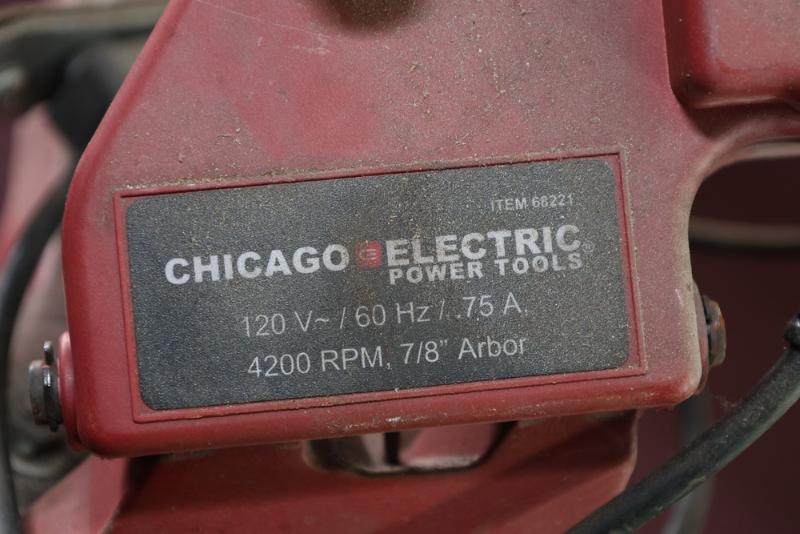 ITEM 68221
CHICAGO ELECTRIC®
POWER TOOLS
120 V~ / 60 Hz / .75 A
4200 RPM, 7/8" Arbor